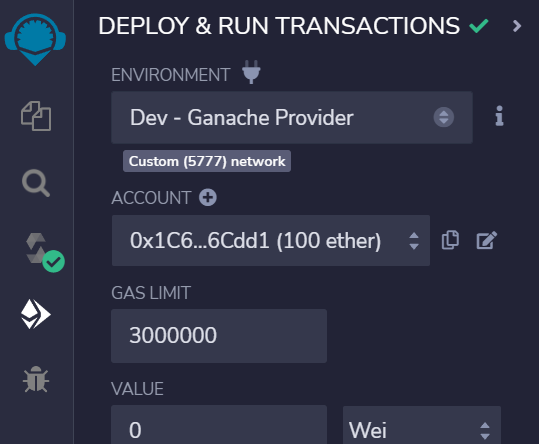 DEPLOY & RUN TRANSACTIONS
ENVIRONMENT
Dev - Ganache Provider
Custom (5777) network
ACCOUNT
0x1C6...6Cdd1 (100 ether)
GAS LIMIT
3000000
VALUE
0 Wei